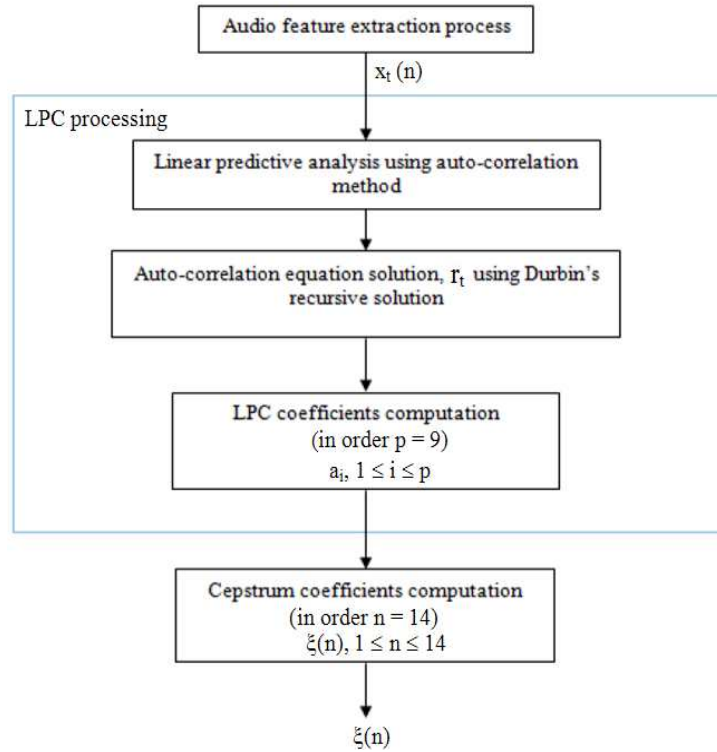 Audio feature extraction process
xₜ (n)
LPC processing
Linear predictive analysis using auto-correlation
method
Auto-correlation equation solution, rₜ using Durbin's
recursive solution
LPC coefficients computation
(in order p = 9)
aᵢ, 1 ≤ i ≤ p
Cepstrum coefficients computation
(in order n = 14)
ξ(n), 1 ≤ n ≤ 14
ξ(n)